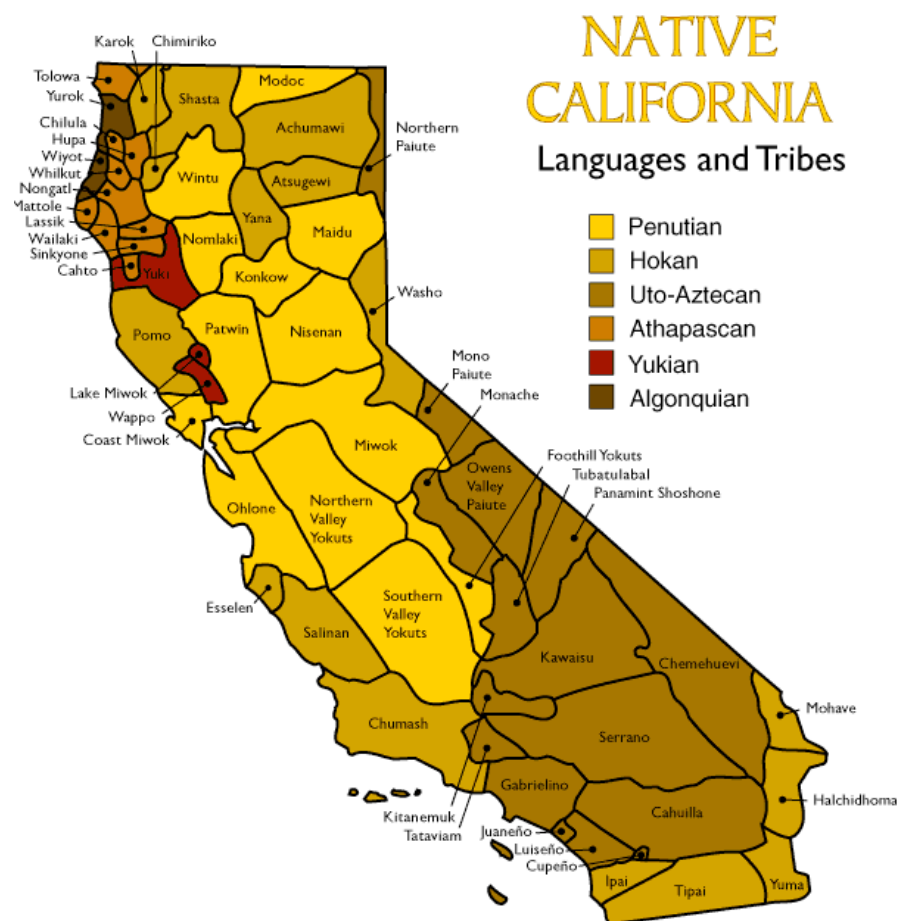 NATIVE
CALIFORNIA
Languages and Tribes
Penutian
Hokan
Uto-Aztecan
Athapascan
Yukian
Algonquian
Karok
Chimiriko
Tolowa
Yurok
Chilula
Hupa
Wiyot
Whilkut
Nongatl
Mattole
Lassik
Wailaki
Sinkyone
Cahto
Shasta
Modoc
Achumawi
Northern
Paiute
Wintu
Atsugewi
Yana
Nomlaki
Maidu
Yuki
Konkow
Washo
Pomo
Patwin
Nisenan
Lake Miwok
Wappo
Coast Miwok
Mono
Paiute
Monache
Miwok
Foothill Yokuts
Tubatulabal
Panamint Shoshone
Owens
Valley
Paiute
Ohlone
Northern
Valley
Yokuts
Esselen
Salinan
Southern
Valley
Yokuts
Kawaisu
Chemehuevi
Mohave
Chumash
Serrano
Gabrielino
Cahuilla
Halchidhoma
Kitanemuk
Tataviam
Juaneño
Luiseño
Cupeño
Ipai
Tipai
Yuma